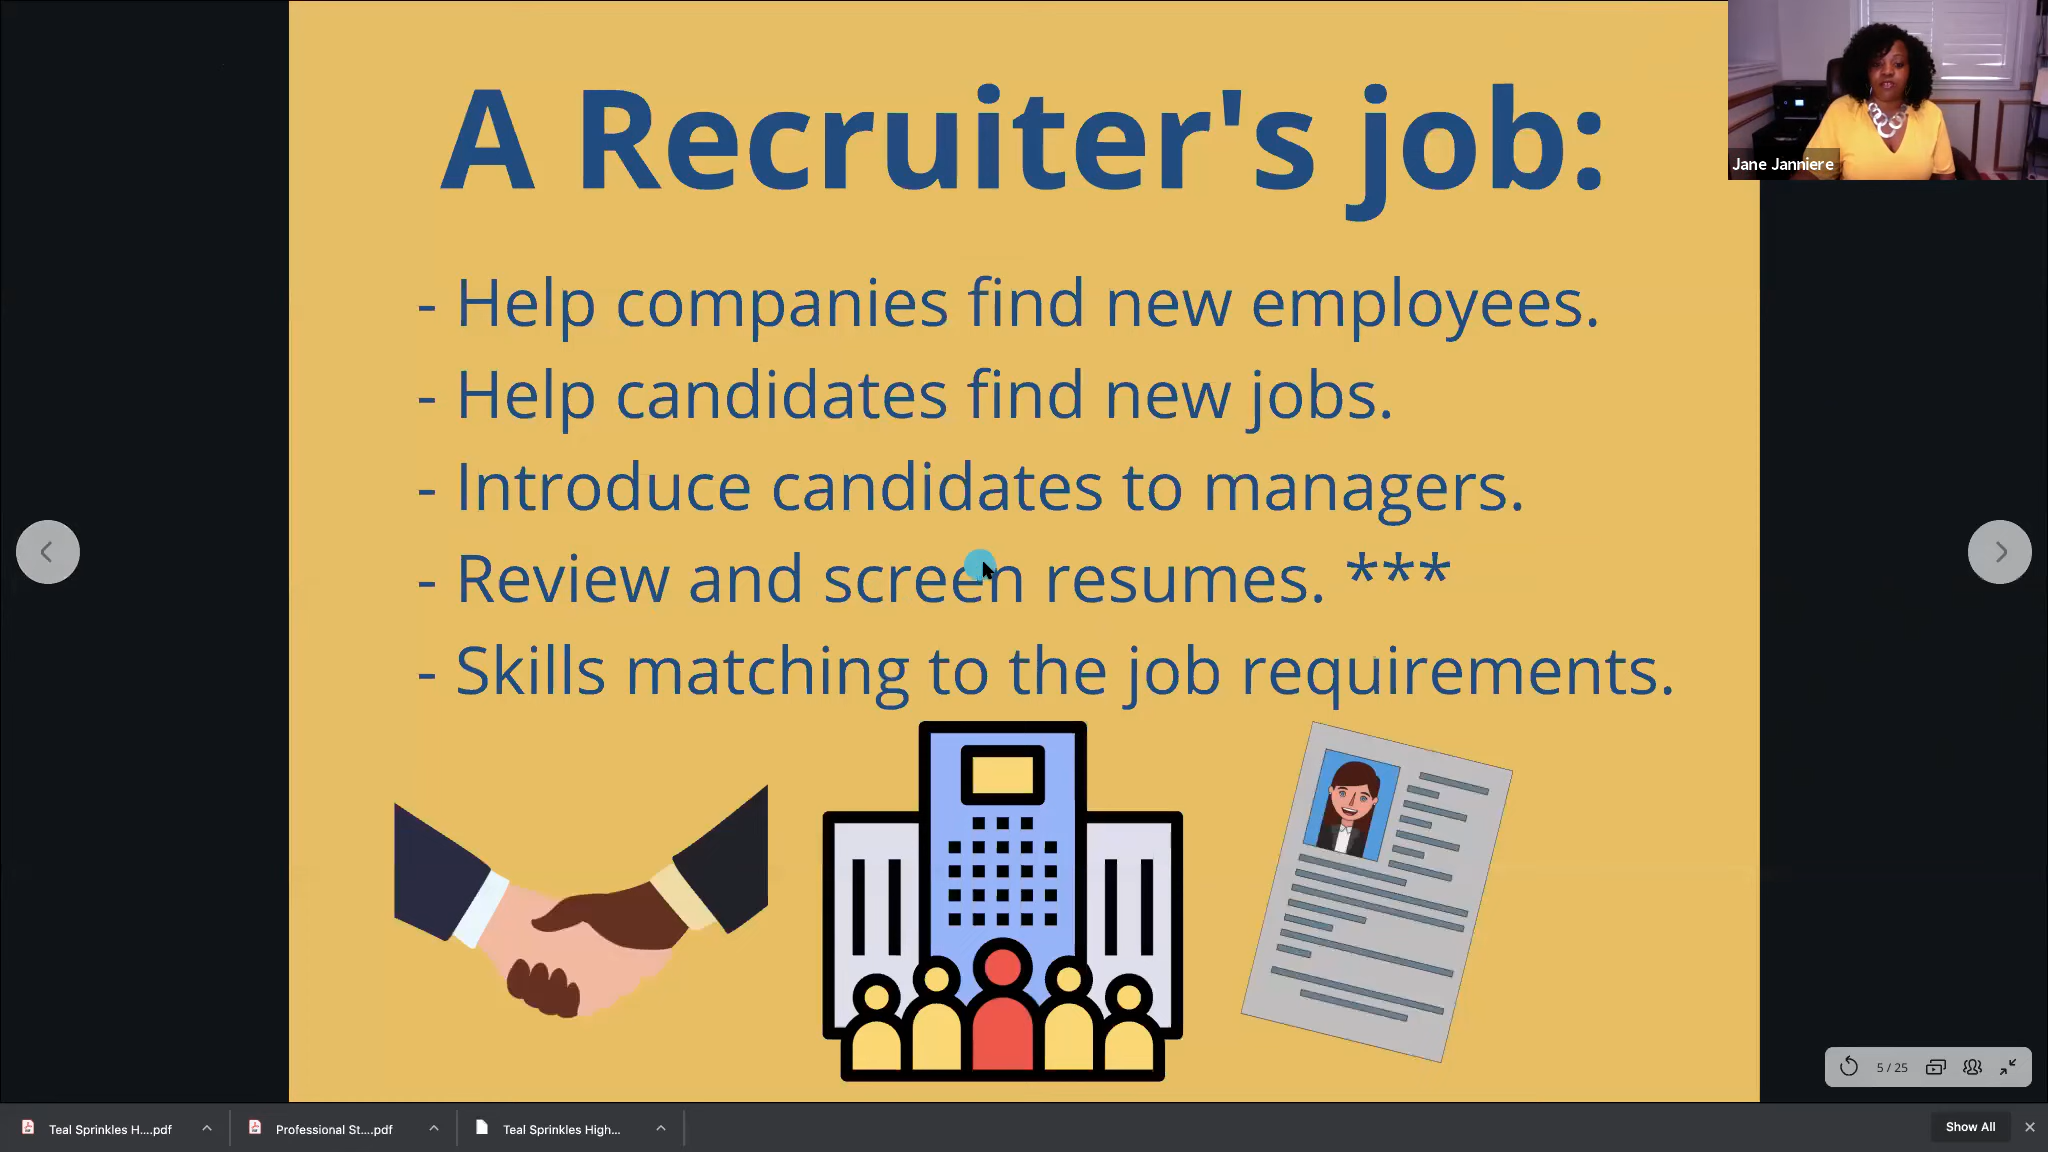 A Recruiter's job:
Jane Janniere
- Help companies find new employees.
- Help candidates find new jobs.
- Introduce candidates to managers.
- Review and screen resumes. ***
- Skills matching to the job requirements.
5 / 25
Teal Sprinkles H....pdf
Professional St....pdf
Teal Sprinkles High...
Show All